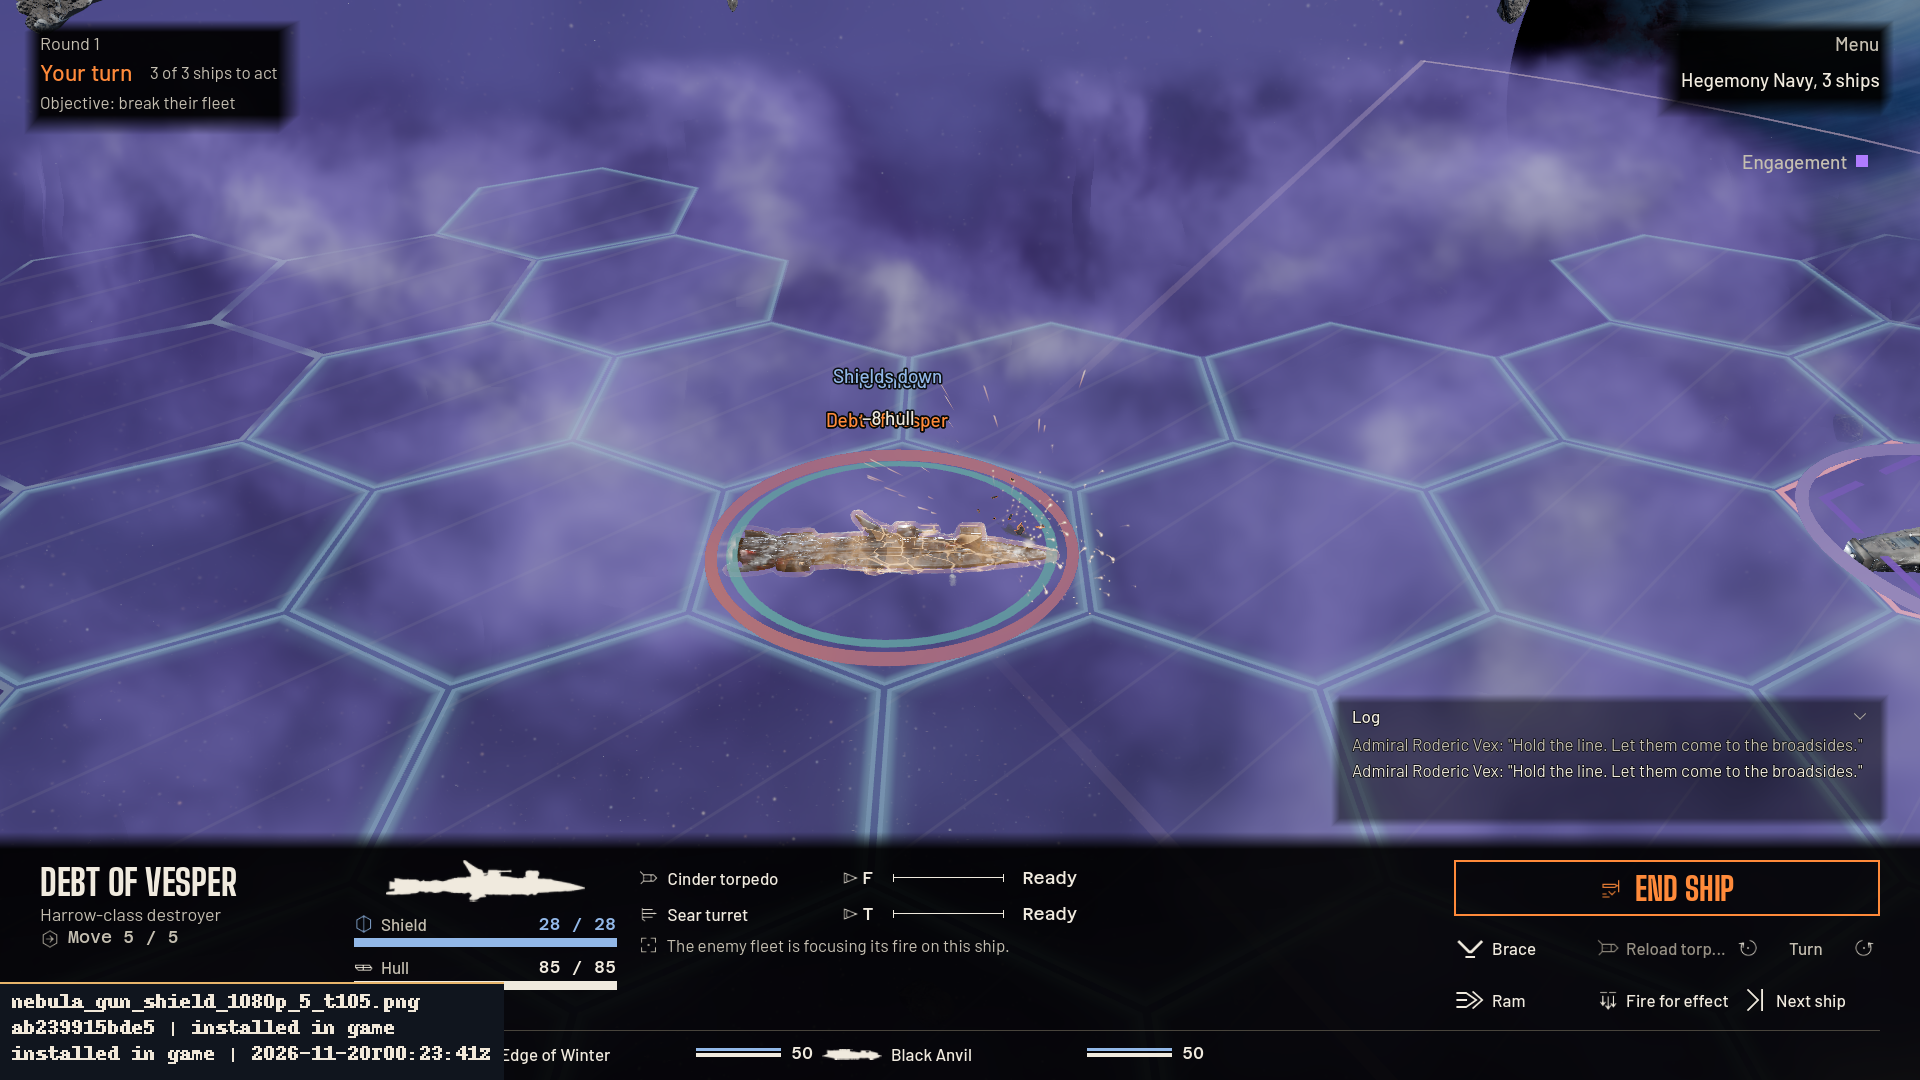 Round 1
Your turn 3 of 3 ships to act
Objective: break their fleet
Menu
Hegemony Navy, 3 ships
Engagement
Shields down
-8 hull
Debt of Vesper
Log
Admiral Roderic Vex: "Hold the line. Let them come to the broadsides."
Admiral Roderic Vex: "Hold the line. Let them come to the broadsides."
DEBT OF VESPER
Harrow-class destroyer
Move 5 / 5
Shield 28 / 28
Hull 85 / 85
Cinder torpedo F Ready
Sear turret T Ready
The enemy fleet is focusing its fire on this ship.
END SHIP
Brace Reload torp... Turn
Ram Fire for effect Next ship
nebula_gun_shield_1080p_5_t105.png
ab239915bde5 | installed in game
installed in game | 2026-11-20T00:23:41Z
Edge of Winter 50 Black Anvil 50